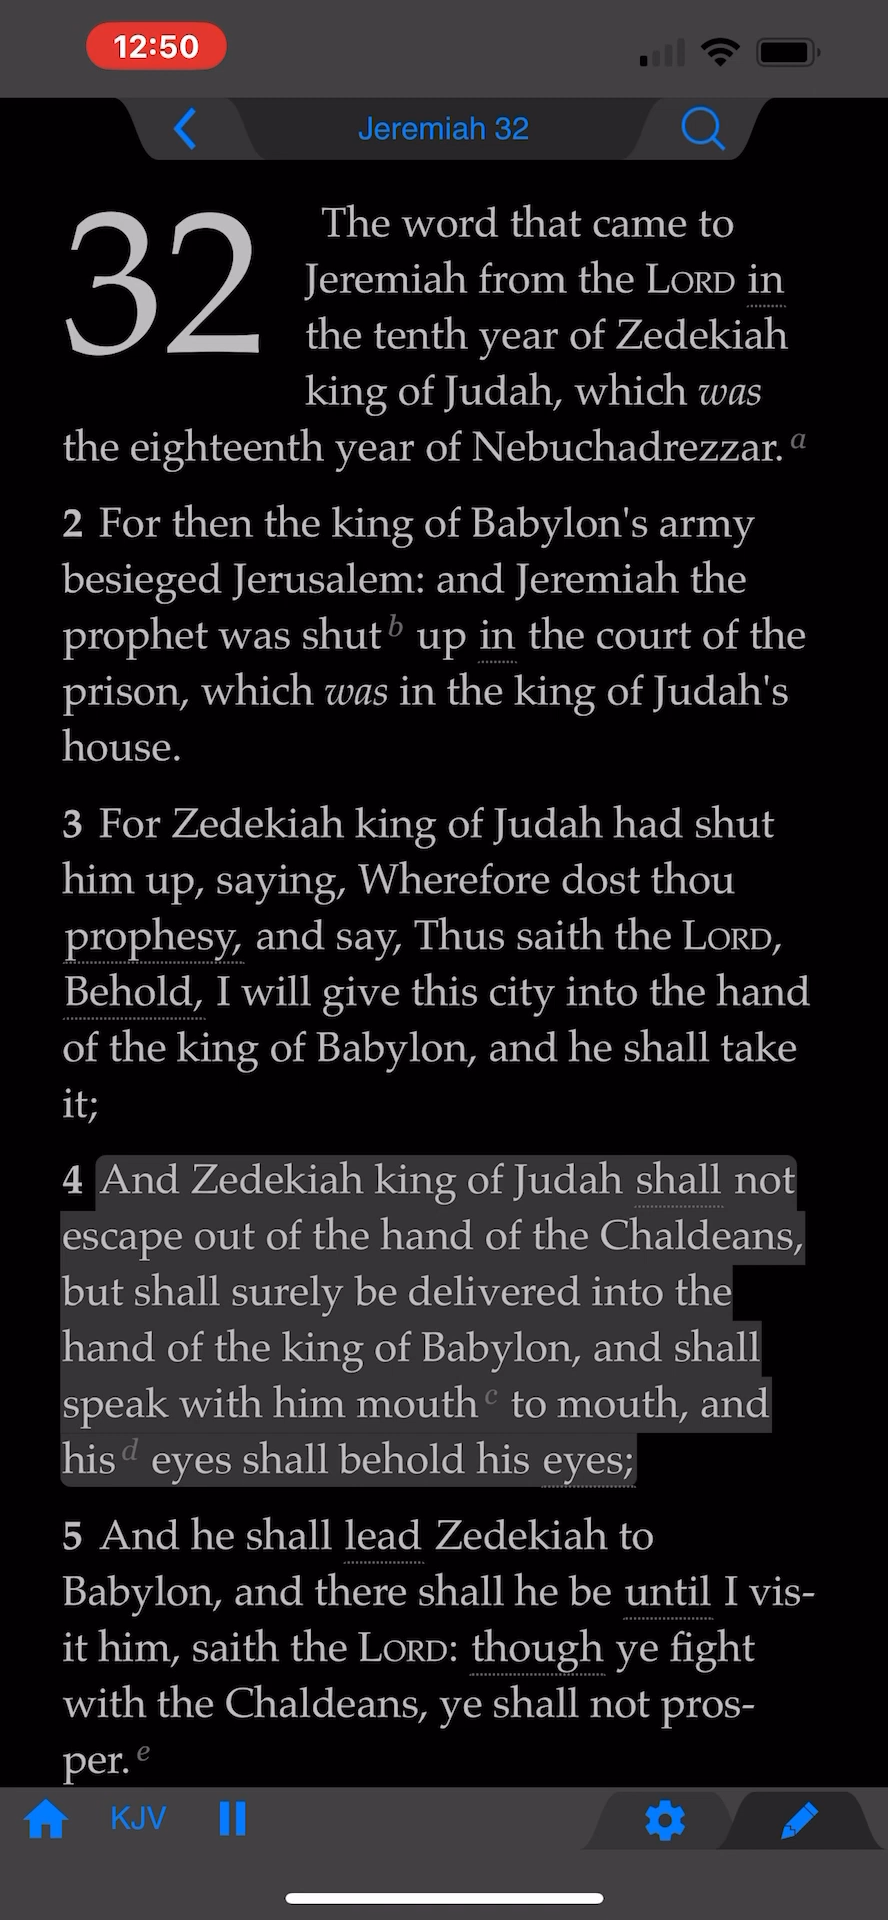 12:50
Jeremiah 32
32
The word that came to
Jeremiah from the LORD in
the tenth year of Zedekiah
king of Judah, which was
the eighteenth year of Nebuchadrezzar. a
2 For then the king of Babylon's army
besieged Jerusalem: and Jeremiah the
prophet was shut b up in the court of the
prison, which was in the king of Judah's
house.
3 For Zedekiah king of Judah had shut
him up, saying, Wherefore dost thou
prophesy, and say, Thus saith the LORD,
Behold, I will give this city into the hand
of the king of Babylon, and he shall take
it;
4 And Zedekiah king of Judah shall not
escape out of the hand of the Chaldeans,
but shall surely be delivered into the
hand of the king of Babylon, and shall
speak with him mouth c to mouth, and
his d eyes shall behold his eyes;
5 And he shall lead Zedekiah to
Babylon, and there shall he be until I vis-
it him, saith the LORD: though ye fight
with the Chaldeans, ye shall not pros-
per. e
KJV